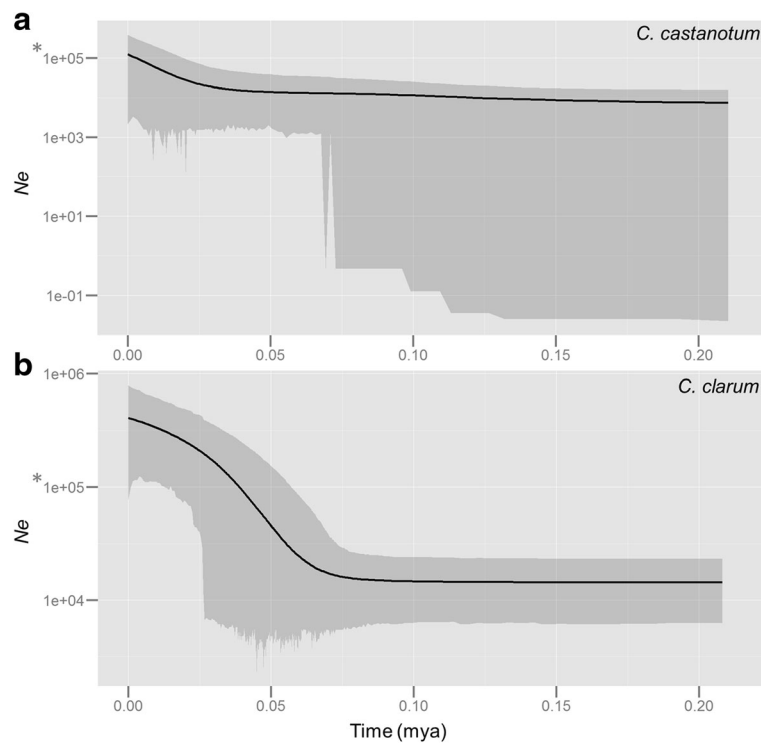 a
C. castanotum
*
1e+05
1e+03
Ne
1e+01
1e-01
0.00 0.05 0.10 0.15 0.20
b
1e+06
C. clarum
*
1e+05
Ne
1e+04
0.00 0.05 0.10 0.15 0.20
Time (mya)